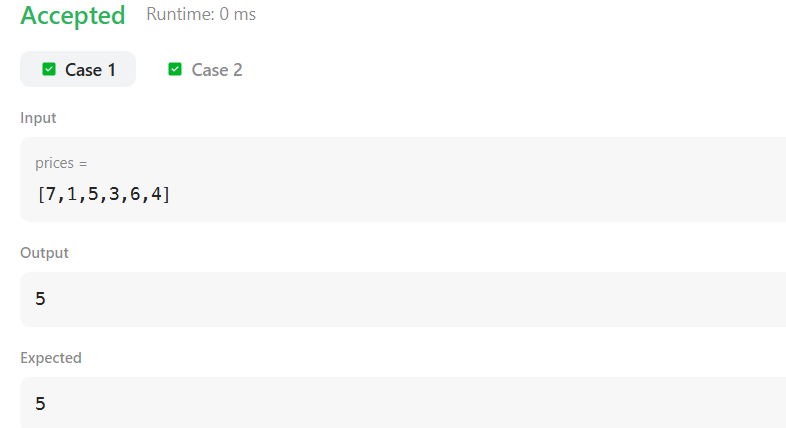 Accepted Runtime: 0 ms
Case 1 Case 2
Input
prices =
[7,1,5,3,6,4]
Output
5
Expected
5